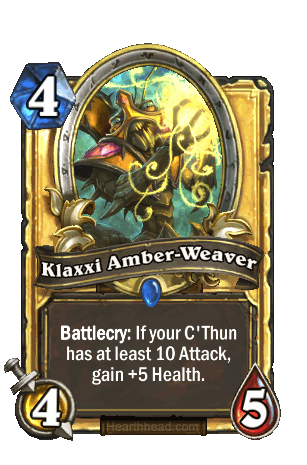 4
Klaxxi Amber-Weaver
Battlecry: If your C'Thun
has at least 10 Attack,
gain +5 Health.
4
5
Hearthhead.com